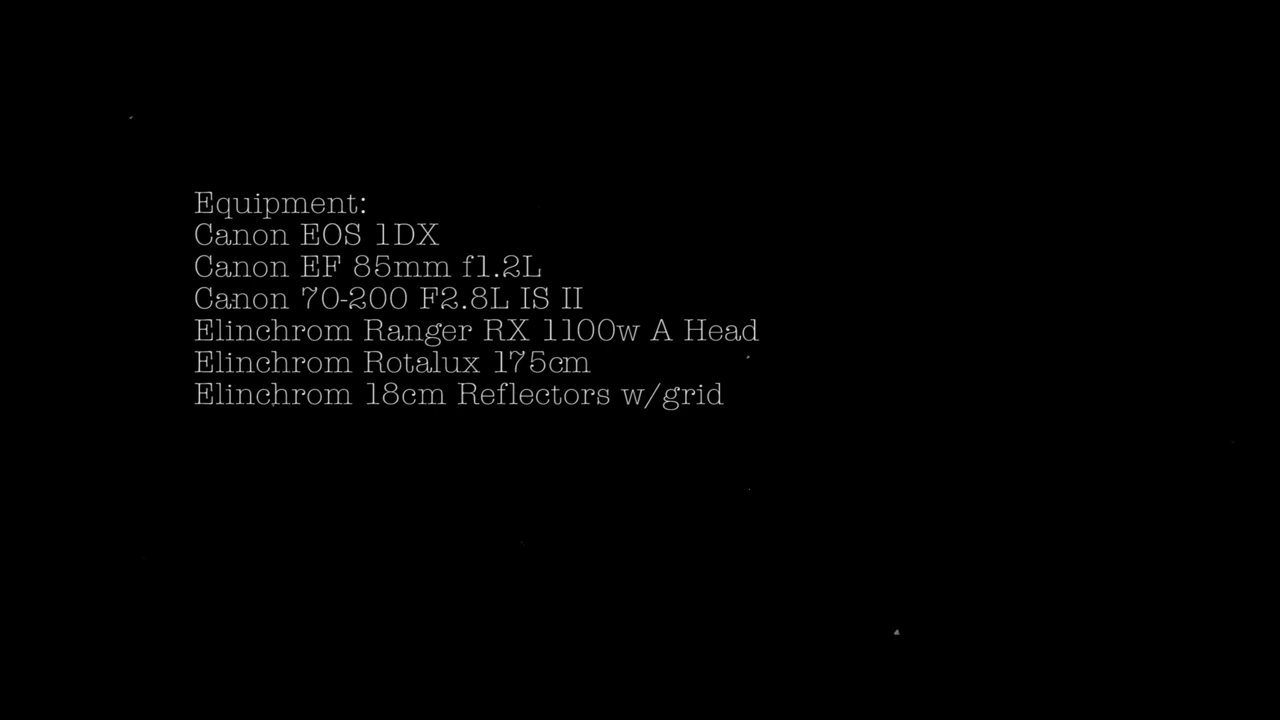 Equipment:
Canon EOS 1DX
Canon EF 85mm f1.2L
Canon 70-200 F2.8L IS II
Elinchrom Ranger RX 1100w A Head
Elinchrom Rotalux 175cm
Elinchrom 18cm Reflectors w/grid